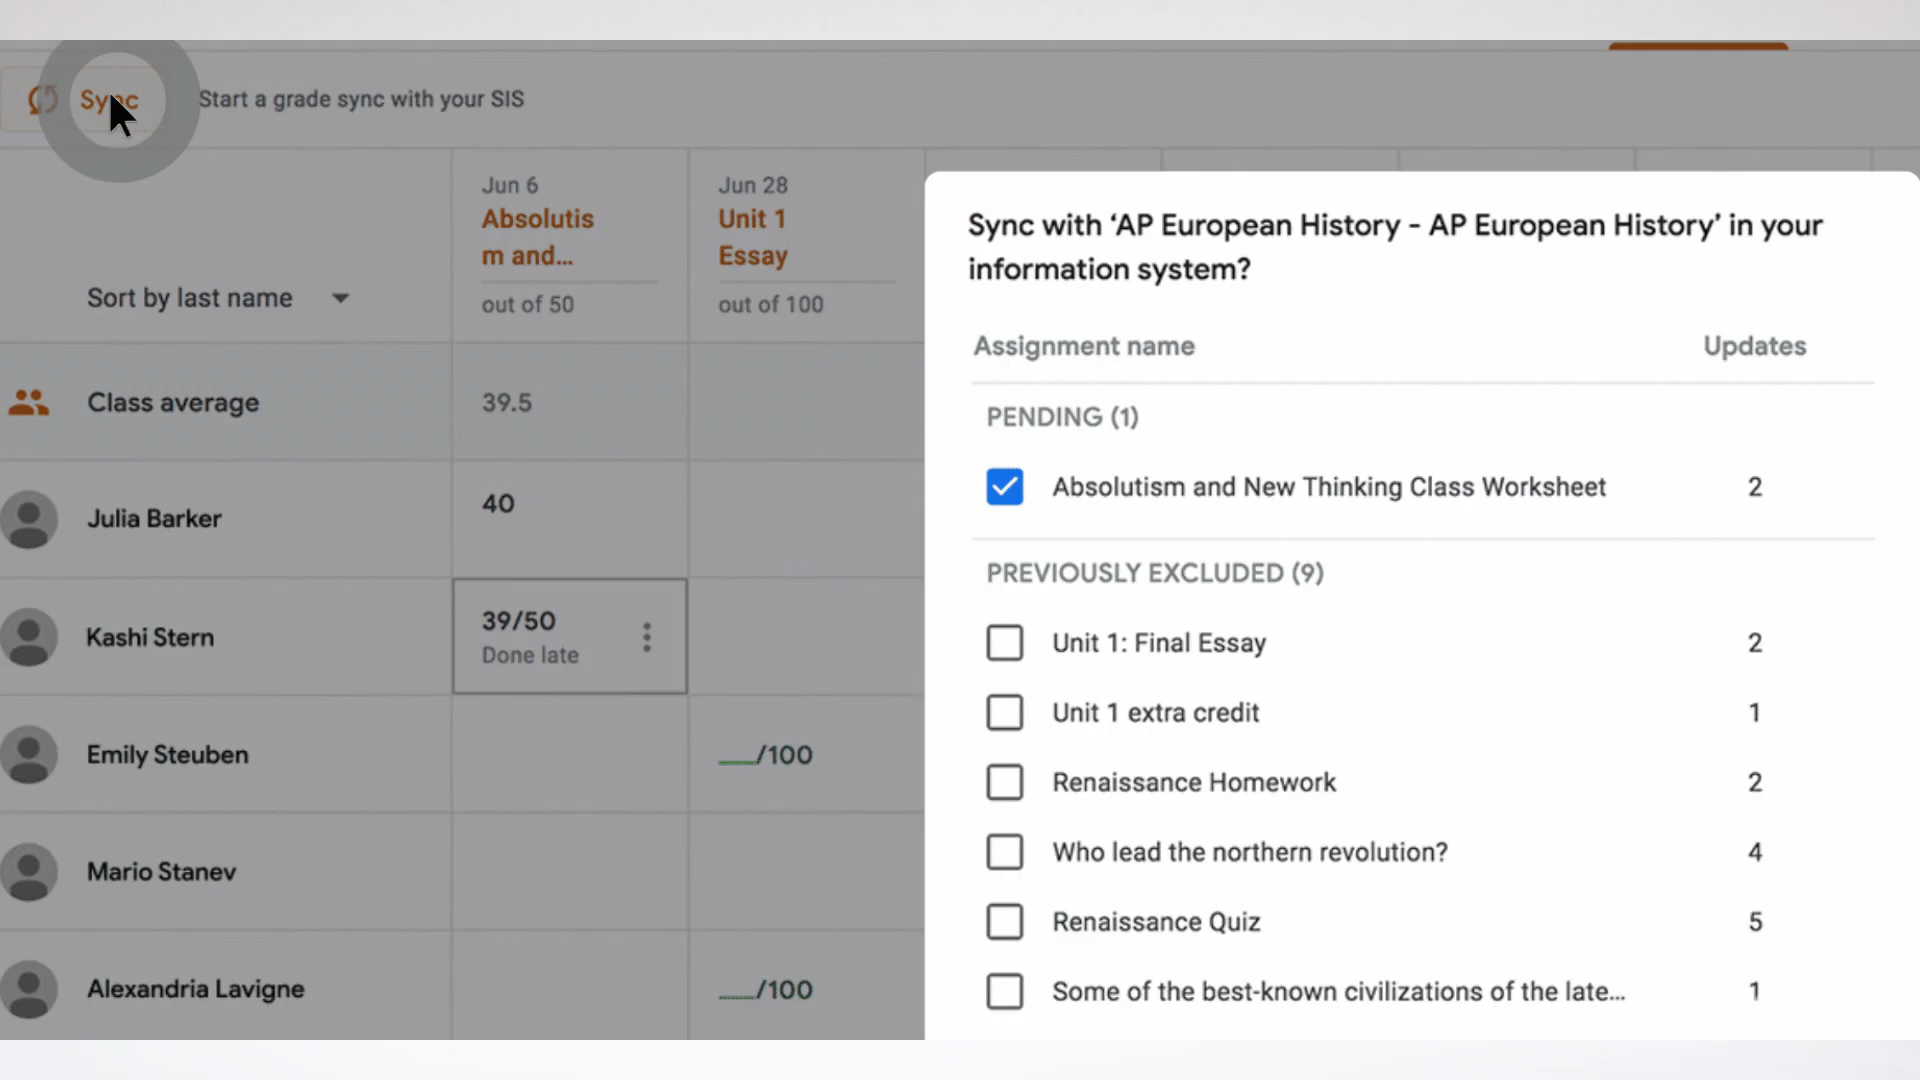 Sync
Start a grade sync with your SIS
Jun 6
Absolutis
m and...
out of 50
Jun 28
Unit 1
Essay
out of 100
Sort by last name
Class average
39.5
Julia Barker
40
Kashi Stern
39/50
Done late
Emily Steuben
/100
Mario Stanev
Alexandria Lavigne
/100
Sync with ‘AP European History - AP European History’ in your
information system?
Assignment name Updates
PENDING (1)
Absolutism and New Thinking Class Worksheet 2
PREVIOUSLY EXCLUDED (9)
Unit 1: Final Essay 2
Unit 1 extra credit 1
Renaissance Homework 2
Who lead the northern revolution? 4
Renaissance Quiz 5
Some of the best-known civilizations of the late... 1